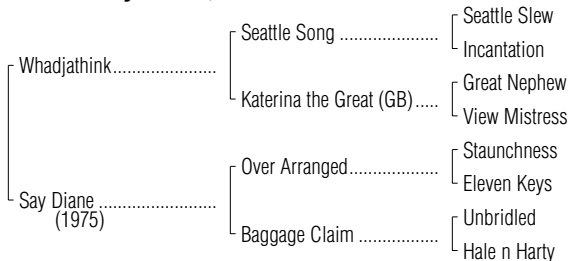 Seattle Slew
Seattle Song ..................
Incantation
Whadjathink.....................
Great Nephew
Katerina the Great (GB).....
View Mistress
Staunchness
Over Arranged................
Eleven Keys
Say Diane ........................
(1975)
Unbridled
Baggage Claim ...............
Hale n Harty